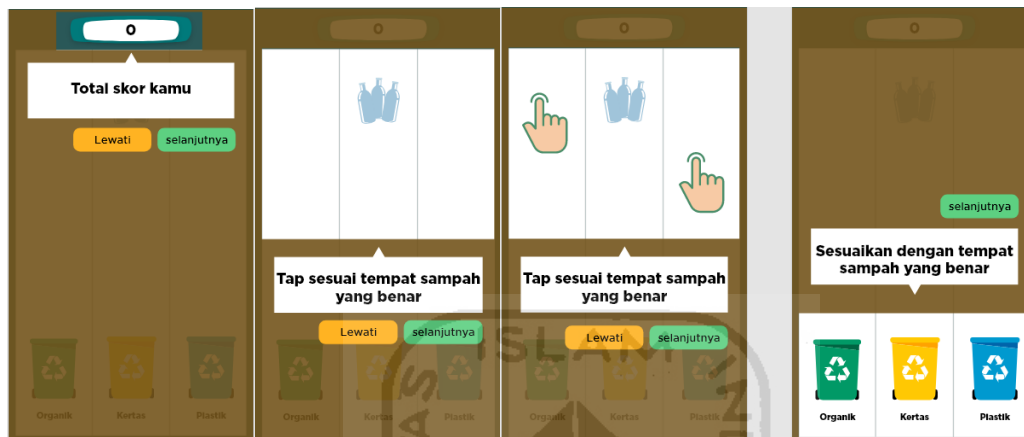 0
Total skor kamu
Lewati
selanjutnya
Organik
Kertas
Plastik
0
Tap sesuai tempat sampah
yang benar
Lewati
selanjutnya
Organik
Kertas
Plastik
0
Tap sesuai tempat sampah
yang benar
Lewati
selanjutnya
Organik
Kertas
Plastik
0
selanjutnya
Sesuaikan dengan tempat
sampah yang benar
Organik
Kertas
Plastik
ISLAM